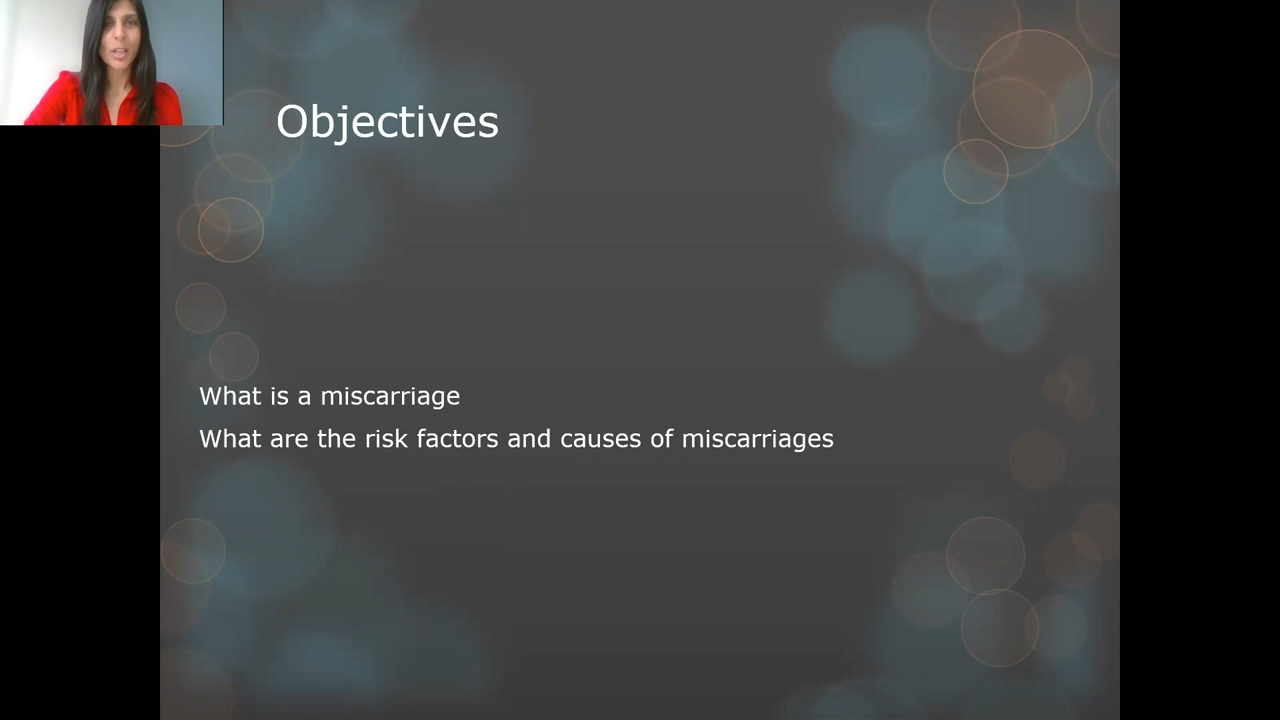 Objectives
What is a miscarriage
What are the risk factors and causes of miscarriages